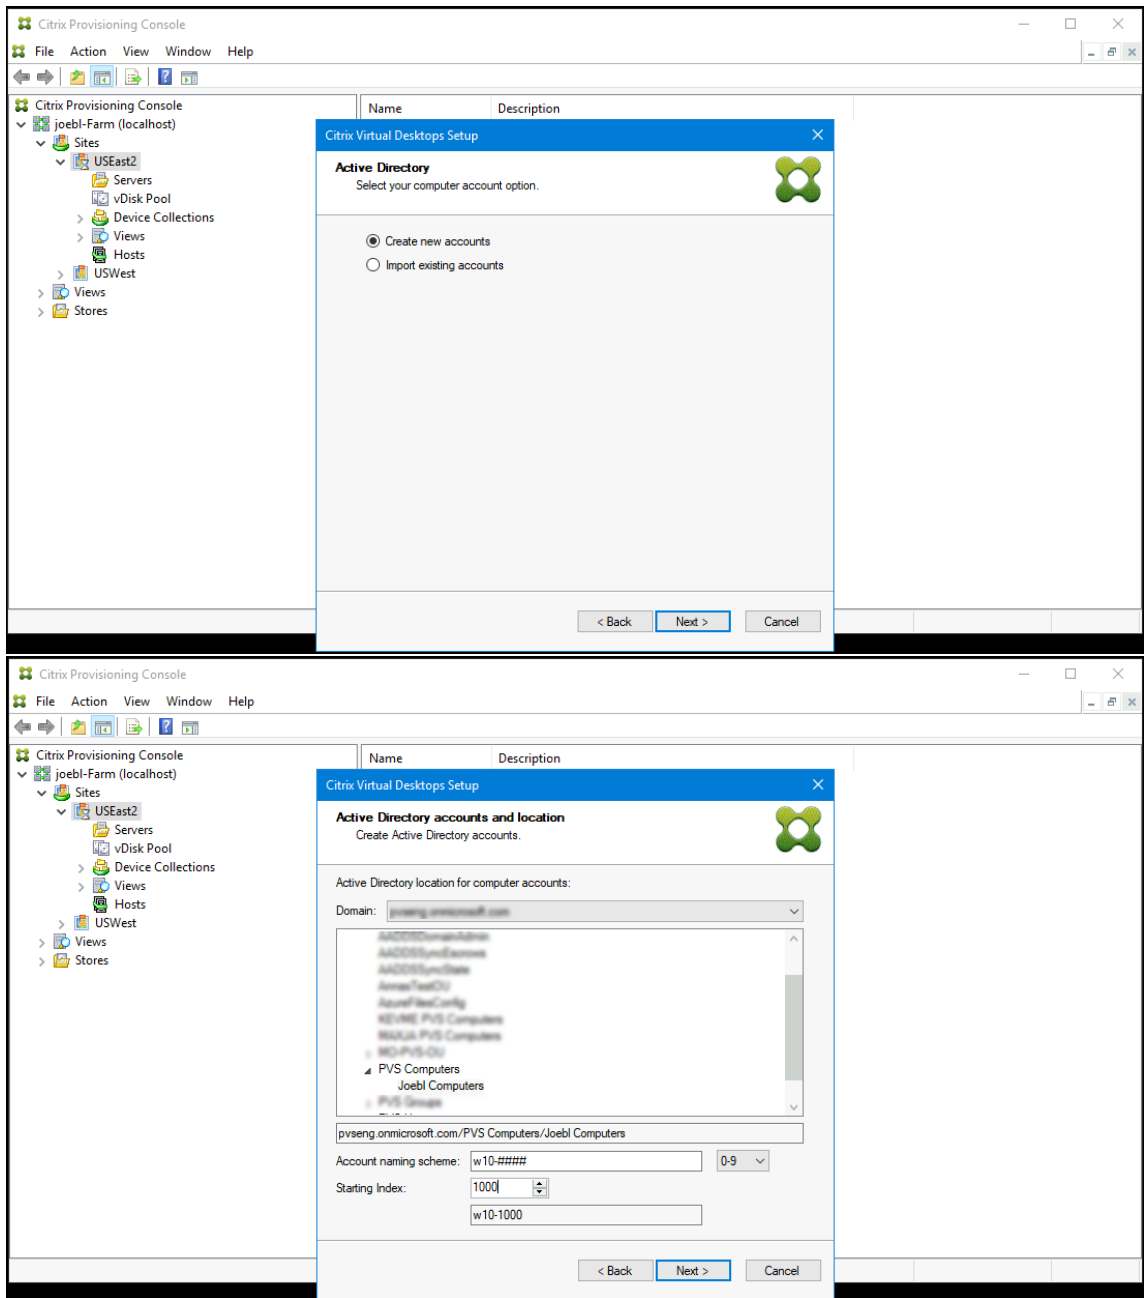 Citrix Provisioning Console
File Action View Window Help
Citrix Provisioning Console
joebl-Farm (localhost)
Sites
USEast2
Servers
vDisk Pool
Device Collections
Views
Hosts
USWest
Views
Stores
Name Description
Citrix Virtual Desktops Setup
Active Directory
Select your computer account option.
Create new accounts
Import existing accounts
< Back Next > Cancel
Citrix Provisioning Console
File Action View Window Help
Citrix Provisioning Console
joebl-Farm (localhost)
Sites
USEast2
Servers
vDisk Pool
Device Collections
Views
Hosts
USWest
Views
Stores
Name Description
Citrix Virtual Desktops Setup
Active Directory accounts and location
Create Active Directory accounts.
Active Directory location for computer accounts:
Domain:
PVS Computers
Joebl Computers
pvseng.onmicrosoft.com/PVS Computers/Joebl Computers
Account naming scheme: w10-#### 0-9
Starting Index: 1000
w10-1000
< Back Next > Cancel